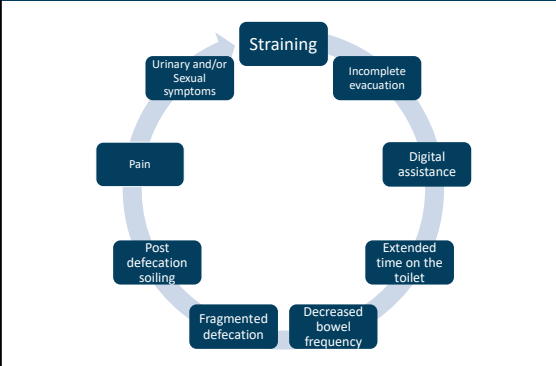 Straining
Incomplete
evacuation
Digital
assistance
Extended
time on the
toilet
Decreased
bowel
frequency
Fragmented
defecation
Post
defecation
soiling
Pain
Urinary and/or
Sexual
symptoms